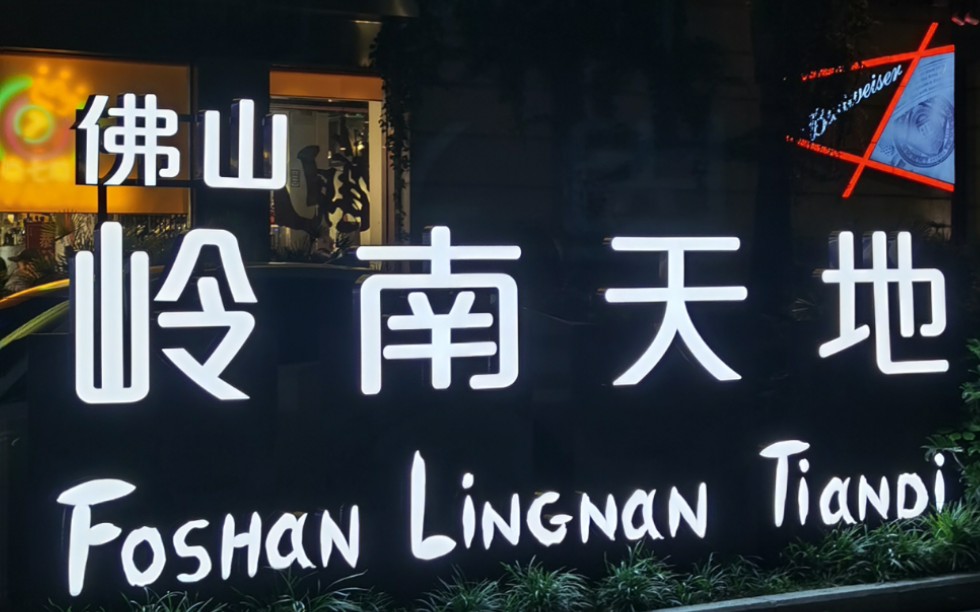 佛山
岭南天地
Foshan Lingnan Tiandi
Budweiser